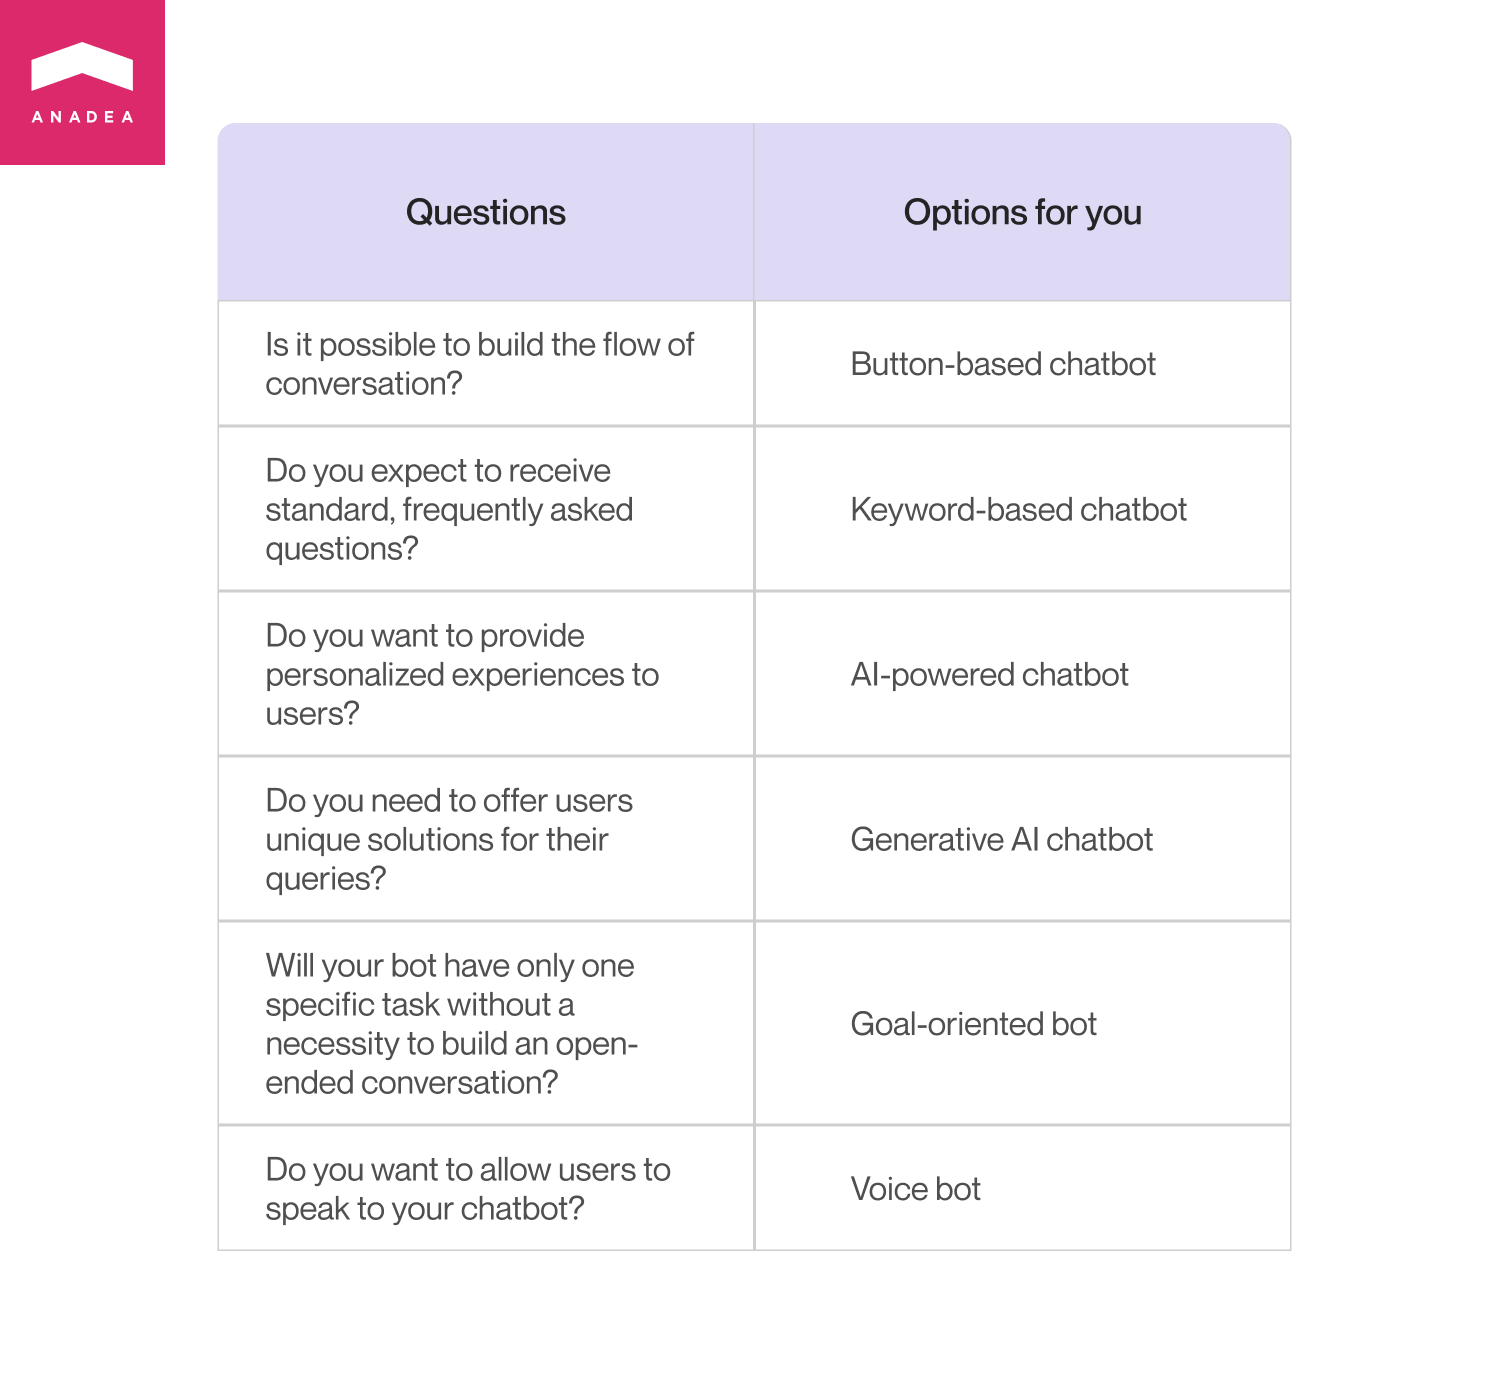 ANADEA
Questions
Options for you
Is it possible to build the flow of
conversation?
Button-based chatbot
Do you expect to receive
standard, frequently asked
questions?
Keyword-based chatbot
Do you want to provide
personalized experiences to
users?
AI-powered chatbot
Do you need to offer users
unique solutions for their
queries?
Generative AI chatbot
Will your bot have only one
specific task without a
necessity to build an open-
ended conversation?
Goal-oriented bot
Do you want to allow users to
speak to your chatbot?
Voice bot